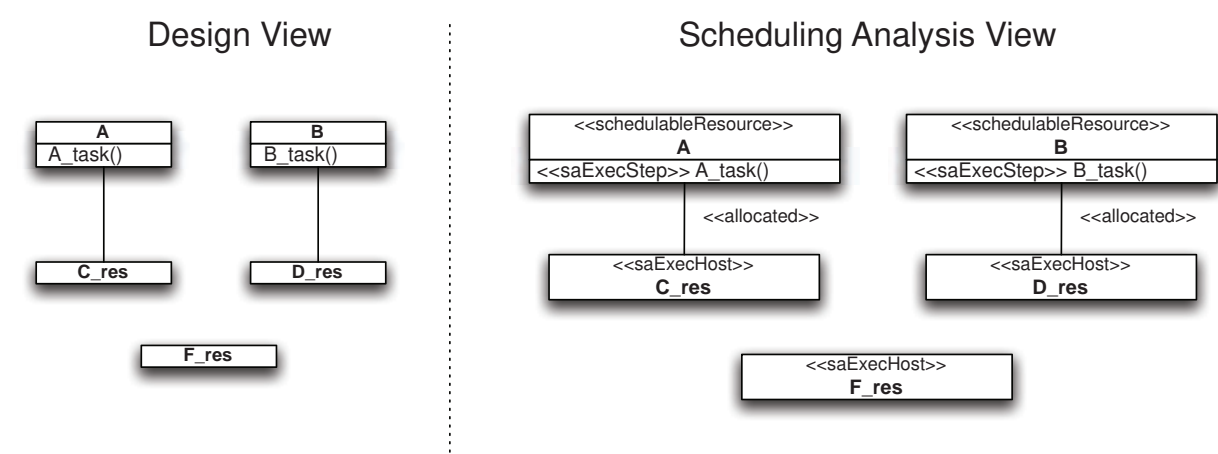 Design View
A
A_task()
B
B_task()
C_res
D_res
F_res
Scheduling Analysis View
<<schedulableResource>>
A
<<saExecStep>> A_task()
<<schedulableResource>>
B
<<saExecStep>> B_task()
<<allocated>>
<<allocated>>
<<saExecHost>>
C_res
<<saExecHost>>
D_res
<<saExecHost>>
F_res